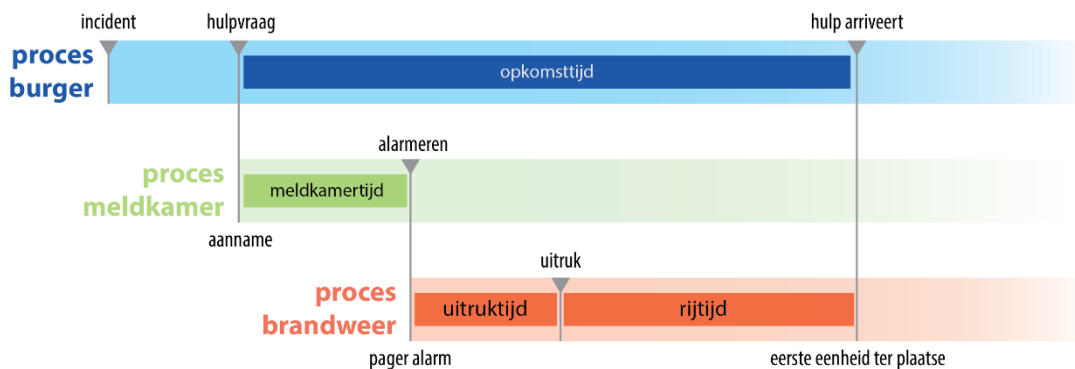 incident
hulpvraag
hulp arriveert
proces
burger
opkomsttijd
alarmeren
proces
meldkamer
meldkamertijd
aanname
uitruk
proces
brandweer
uitruktijd
rijtijd
pager alarm
eerste eenheid ter plaatse